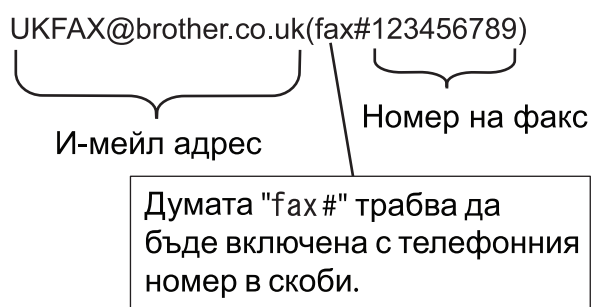 UKFAX@brother.co.uk(fax#123456789)
Номер на факс
И-мейл адрес
Думата "fax#" трабва да
бъде включена с телефонния
номер в скоби.